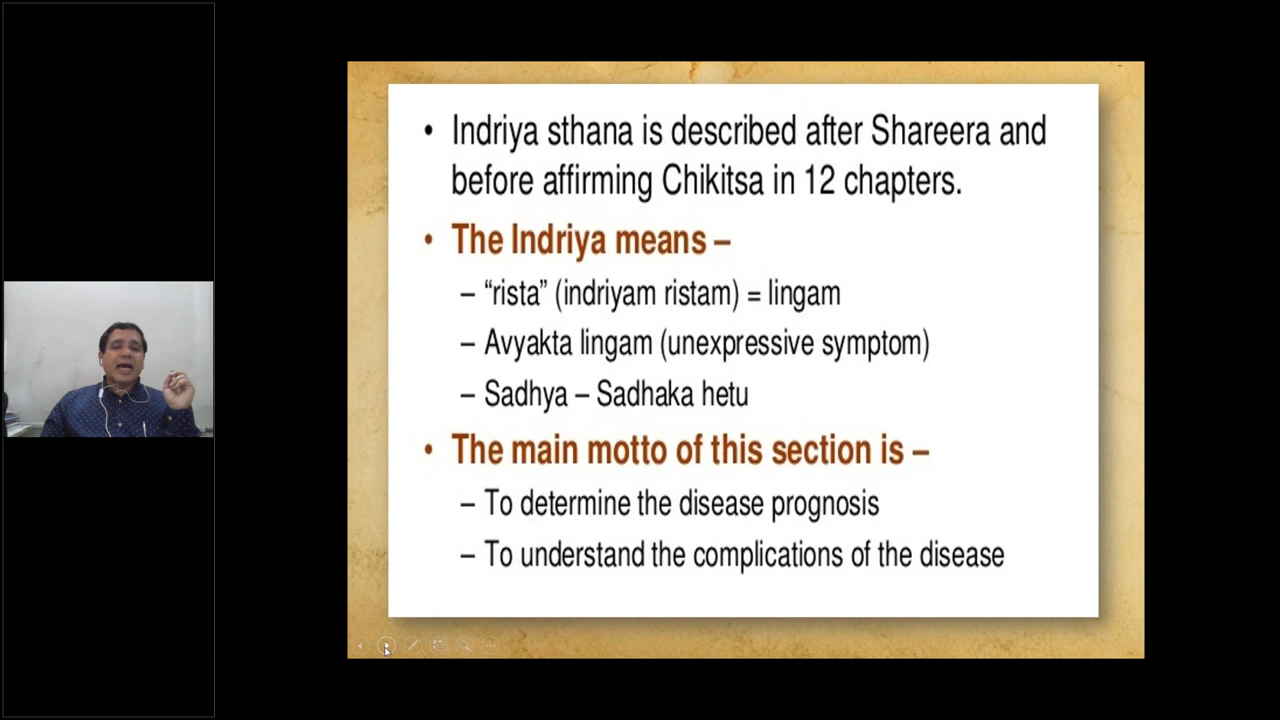 • Indriya sthana is described after Shareera and
before affirming Chikitsa in 12 chapters.
• The Indriya means –
– “rista” (indriyam ristam) = lingam
– Avyakta lingam (unexpressive symptom)
– Sadhya – Sadhaka hetu
• The main motto of this section is –
– To determine the disease prognosis
– To understand the complications of the disease